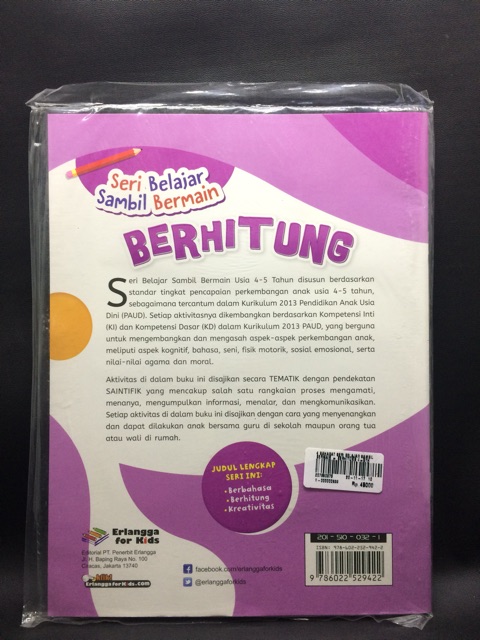 Seri Belajar
Sambil Bermain
BERHITUNG
Seri Belajar Sambil Bermain Usia 4-5 Tahun disusun berdasarkan
standar tingkat pencapaian perkembangan anak usia 4-5 tahun,
sebagaimana tercantum dalam Kurikulum 2013 Pendidikan Anak Usia
Dini (PAUD). Setiap aktivitasnya dikembangkan berdasarkan Kompetensi Inti
(KI) dan Kompetensi Dasar (KD) dalam Kurikulum 2013 PAUD, yang berguna
untuk mengembangkan dan mengasah aspek-aspek perkembangan anak,
meliputi aspek kognitif, bahasa, seni, fisik motorik, sosial emosional, serta
nilai-nilai agama dan moral.
Aktivitas di dalam buku ini disajikan secara TEMATIK dengan pendekatan
SAINTIFIK yang mencakup salah satu rangkaian proses mengamati,
menanya, mengumpulkan informasi, menalar, dan mengkomunikasikan.
Setiap aktivitas di dalam buku ini disajikan dengan cara yang menyenangkan
dan dapat dilakukan anak bersama guru di sekolah maupun orang tua
atau wali di rumah.
JUDUL LENGKAP
SERI INI:
• Berbahasa
• Berhitung
• Kreativitas
Rp 48000
Erlangga
for Kids
Editorial PT. Penerbit Erlangga
Jl. H. Baping Raya No. 100
Ciracas, Jakarta 13740
ErlanggaforKids.com
facebook.com/erlanggaforkids
@erlanggaforkids
201-510-032-1
ISBN: 978-602-252-942-2
9 786022 529422